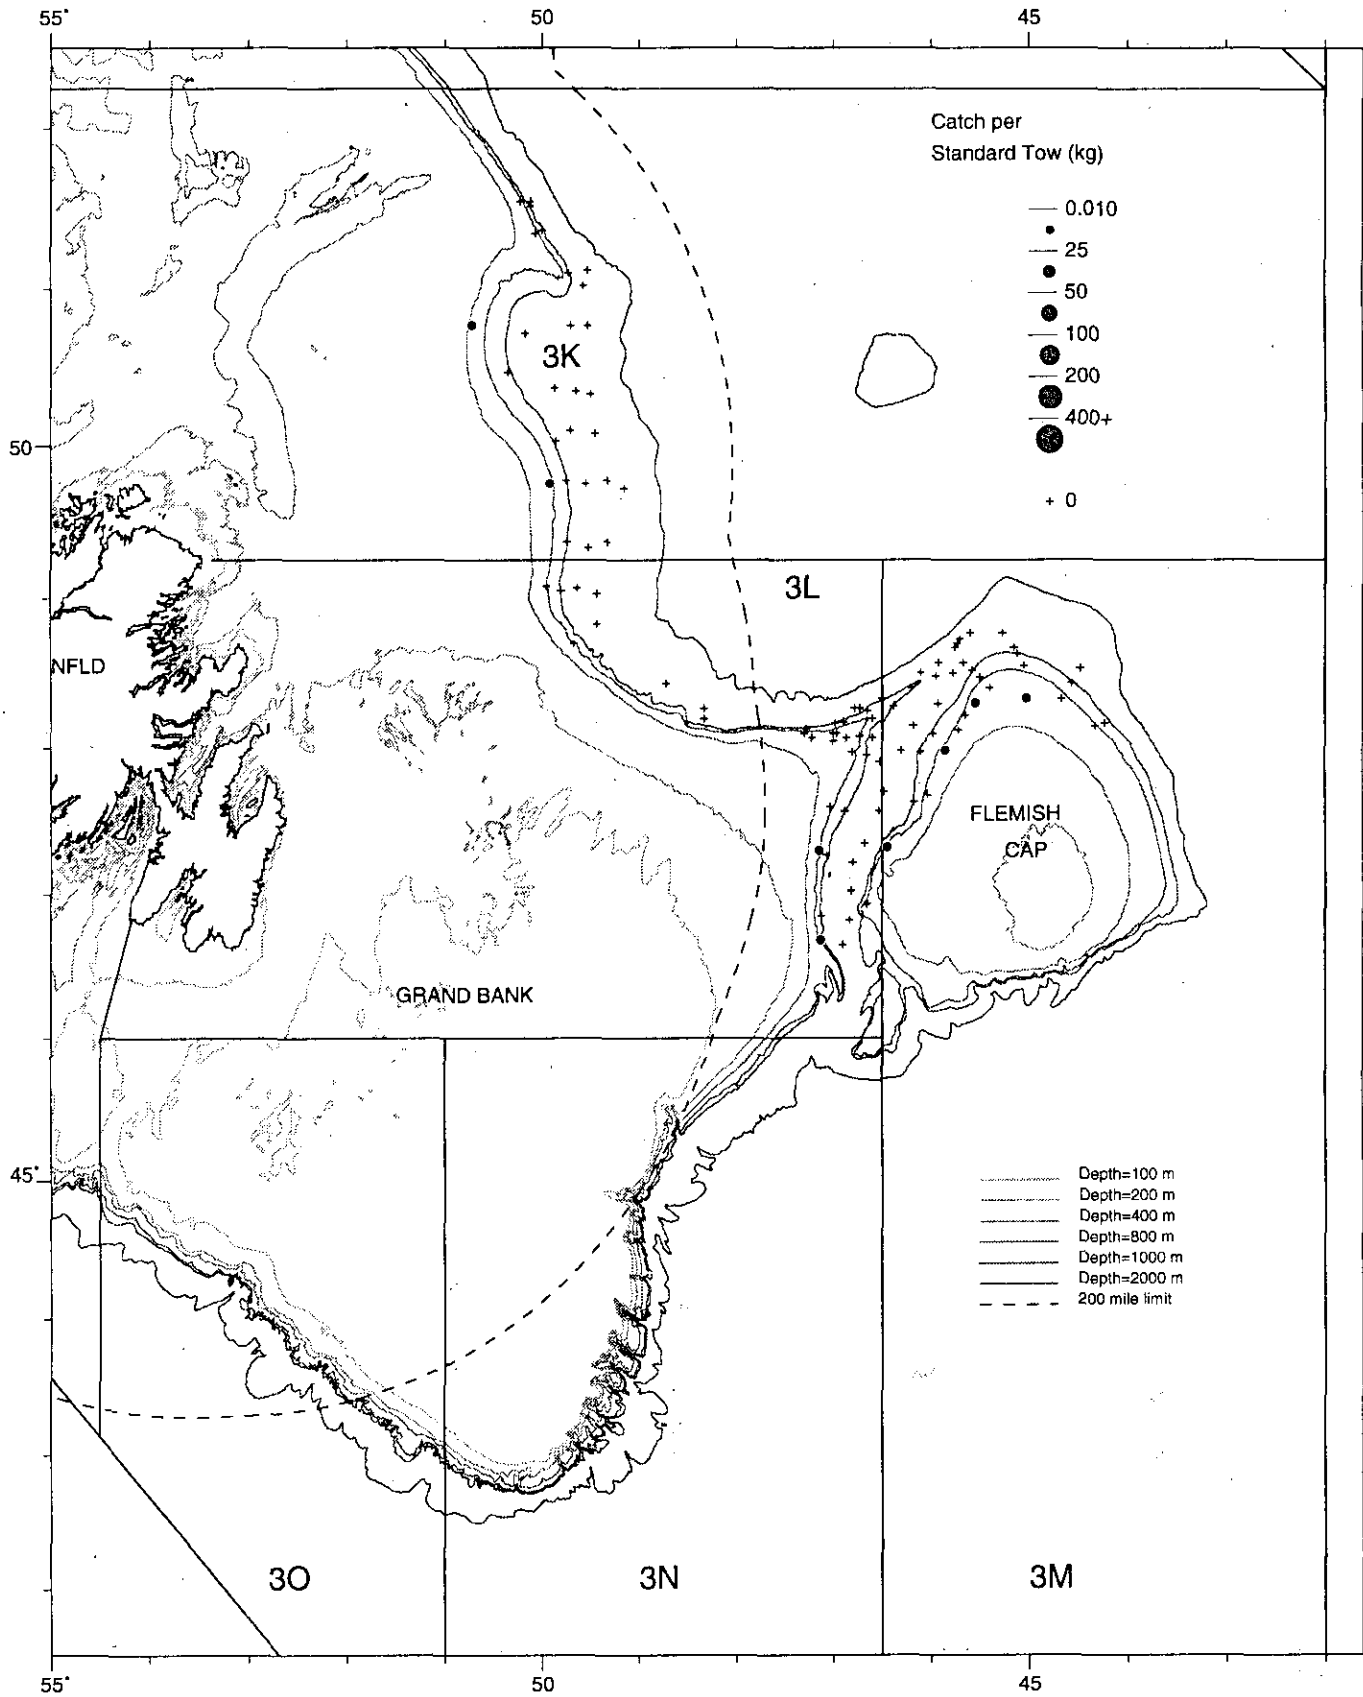 55° 50 45
Catch per
Standard Tow (kg)
0.010
25
50
100
200
400+
+ 0
3K
50
3L
NFLD
FLEMISH
CAP
GRAND BANK
45°
Depth=100 m
Depth=200 m
Depth=400 m
Depth=800 m
Depth=1000 m
Depth=2000 m
200 mile limit
3O 3N 3M
55° 50 45